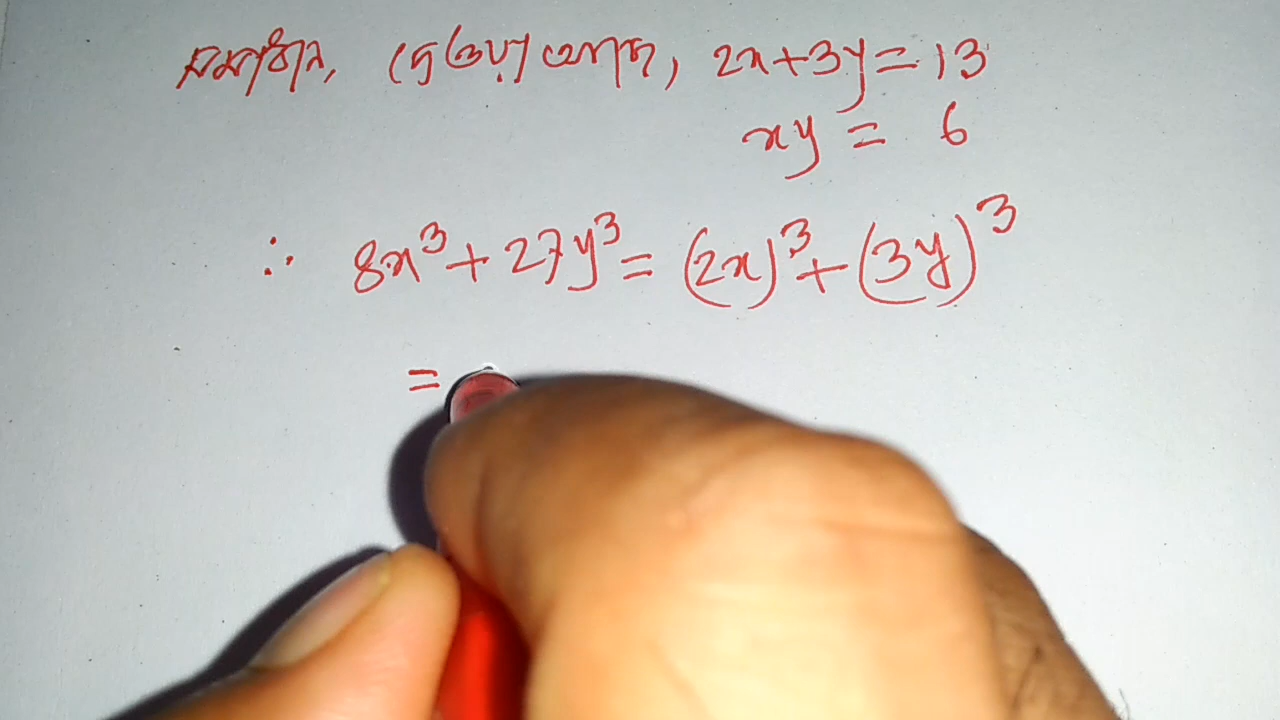 সমাধান, দেওয়া আছে, 2x+3y=13
xy = 6
∴ 8x³+27y³=(2x)³+(3y)³
=